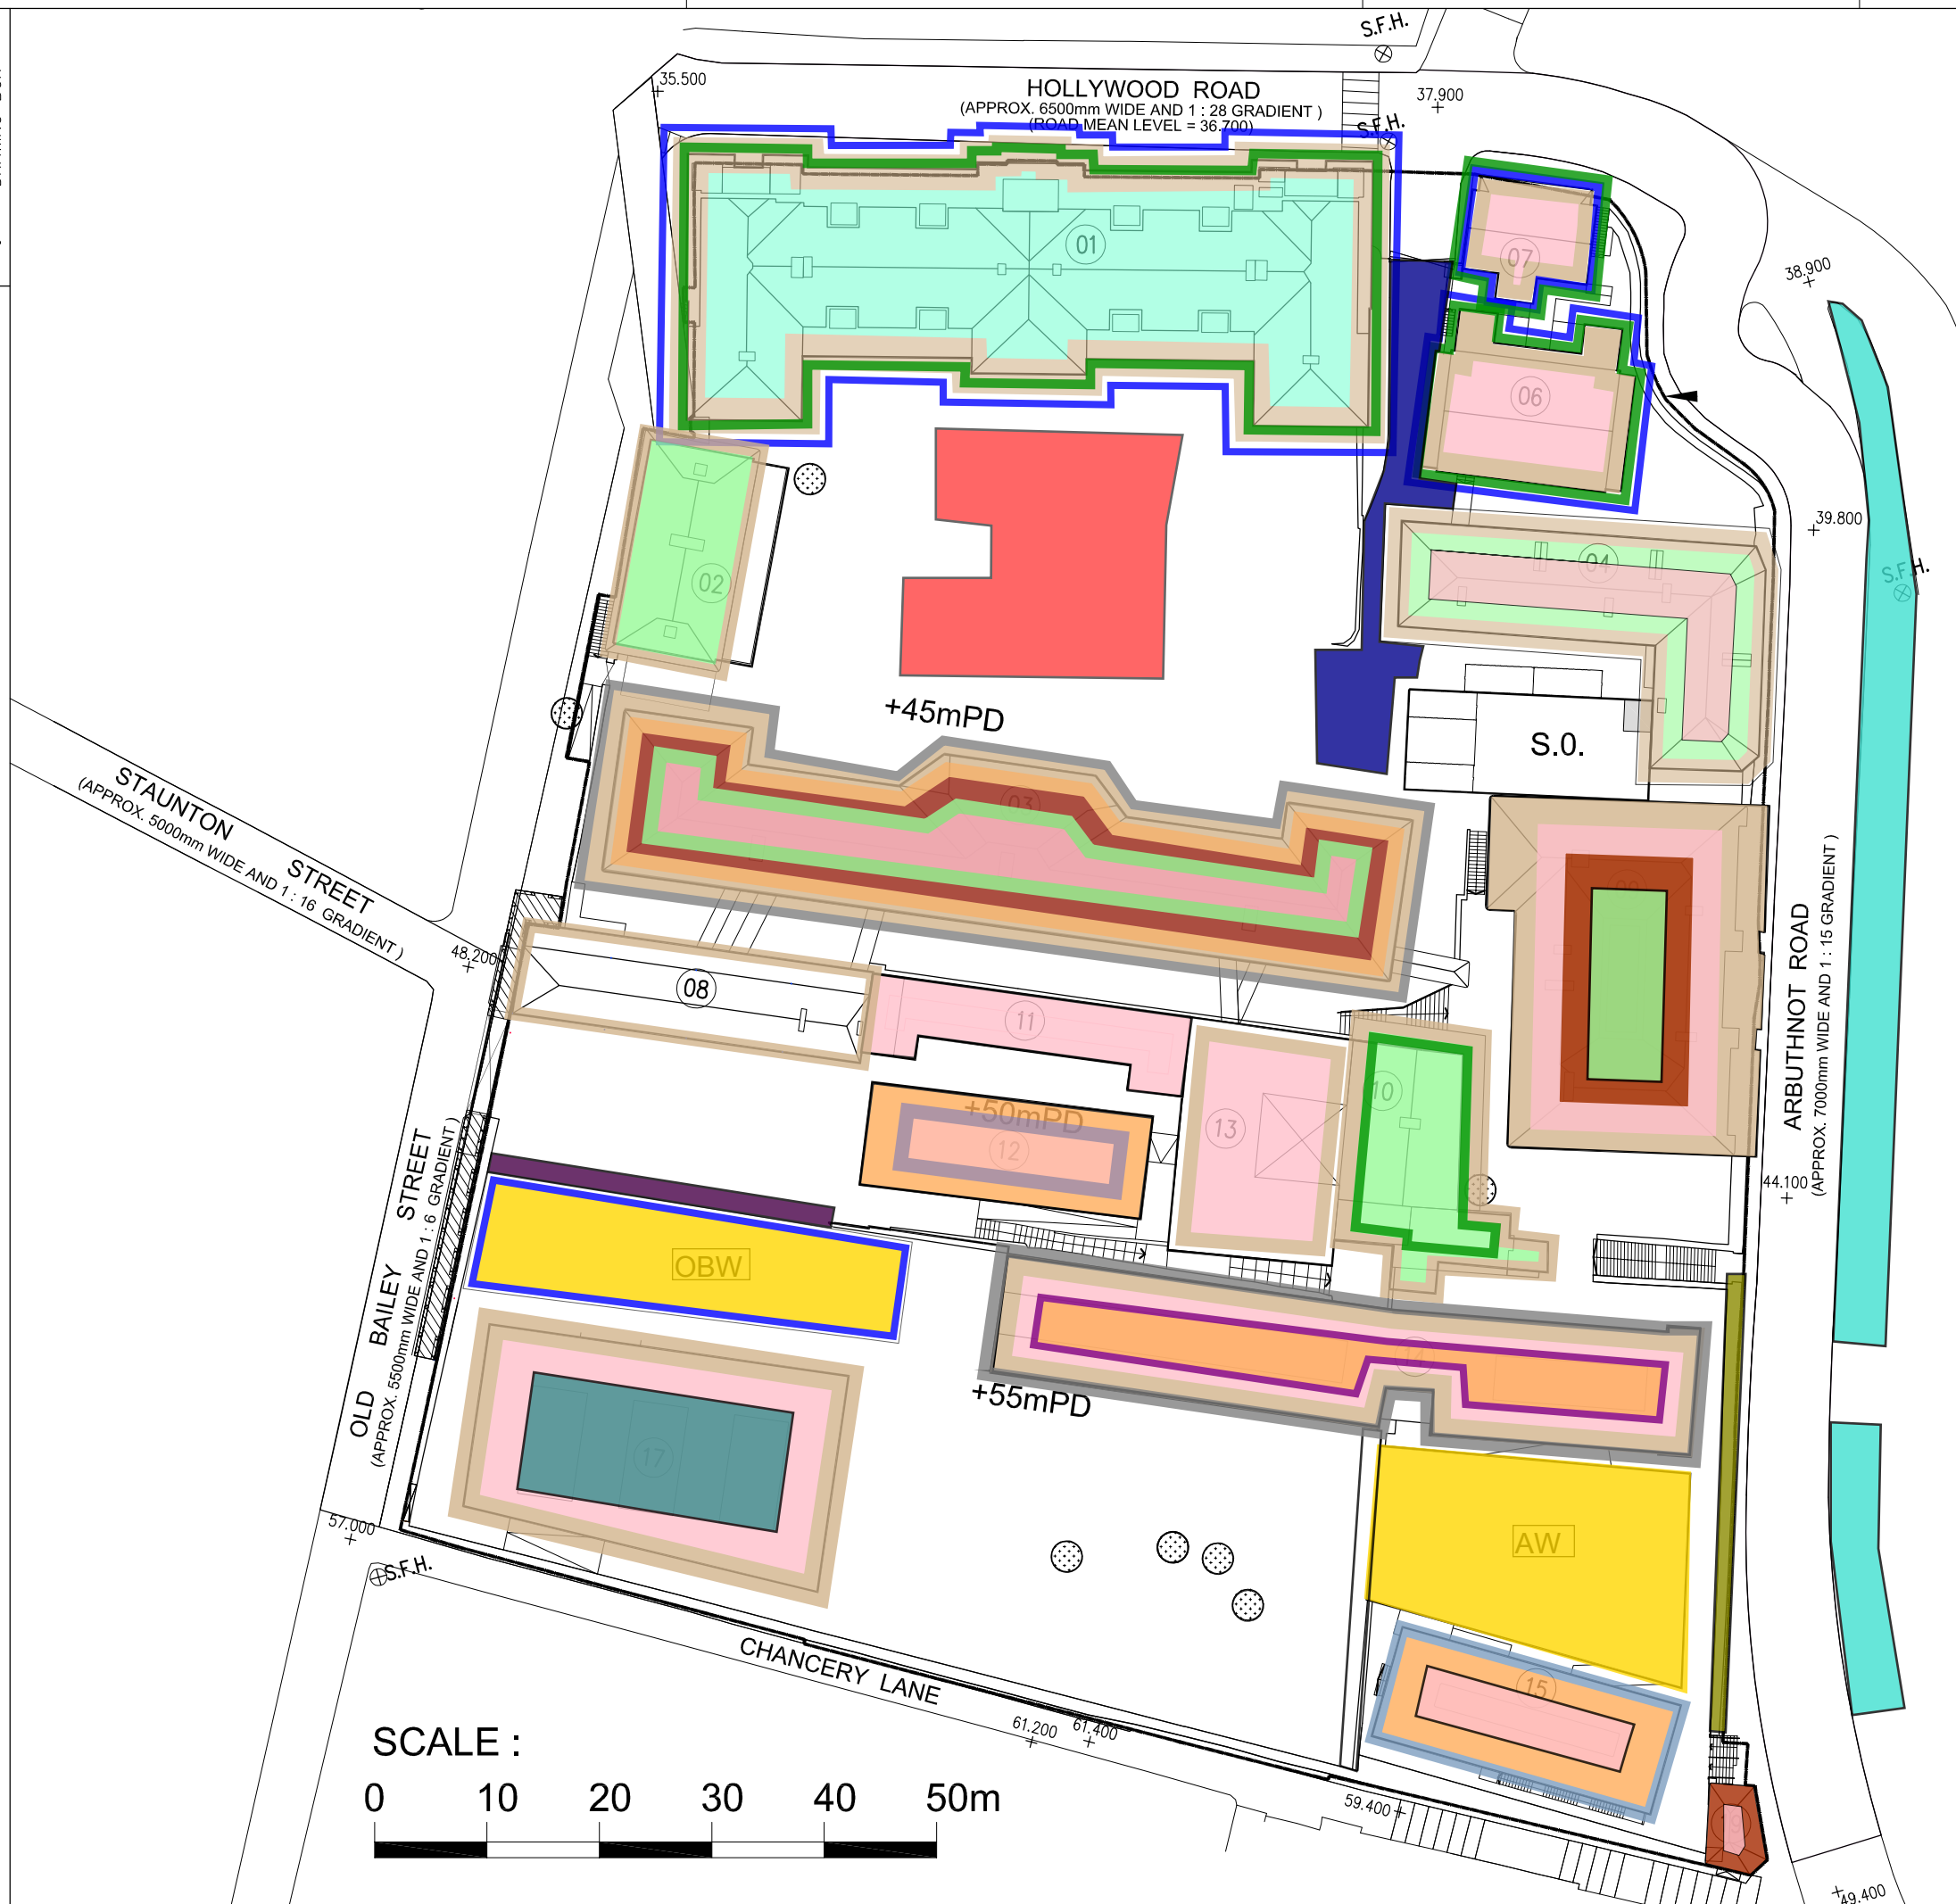 S.F.H.
35.500
HOLLYWOOD ROAD
(APPROX. 6500mm WIDE AND 1 : 28 GRADIENT )
(ROAD MEAN LEVEL = 36.700)
37.900
S.F.H.
01
07
38.900
06
39.800
04
S.F.H.
02
+45mPD
S.O.
03
STAUNTON STREET
(APPROX. 5000mm WIDE AND 1 : 16 GRADIENT )
48.200
08
11
ARBUTHNOT ROAD
(APPROX. 7000mm WIDE AND 1 : 15 GRADIENT )
10
+50mPD
13
12
44.100
OLD BAILEY STREET
(APPROX. 5500mm WIDE AND 1 : 6 GRADIENT )
OBW
+55mPD
17
AW
57.000
S.F.H.
CHANCERY LANE
15
61.200
61.400
SCALE :
0 10 20 30 40 50m
59.400
49.400